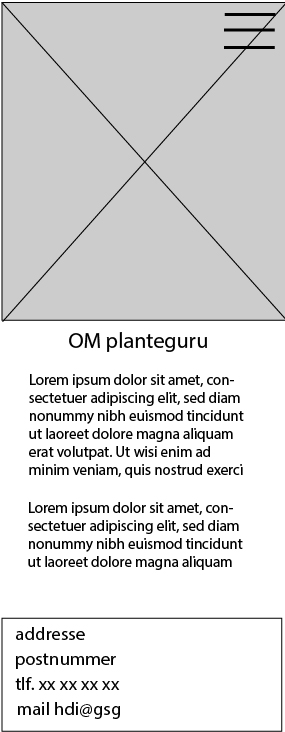 OM planteguru
Lorem ipsum dolor sit amet, con-
sectetuer adipiscing elit, sed diam
nonummy nibh euismod tincidunt
ut laoreet dolore magna aliquam
erat volutpat. Ut wisi enim ad
minim veniam, quis nostrud exerci
Lorem ipsum dolor sit amet, con-
sectetuer adipiscing elit, sed diam
nonummy nibh euismod tincidunt
ut laoreet dolore magna aliquam
addresse
postnummer
tlf. xx xx xx xx
mail hdi@gsg